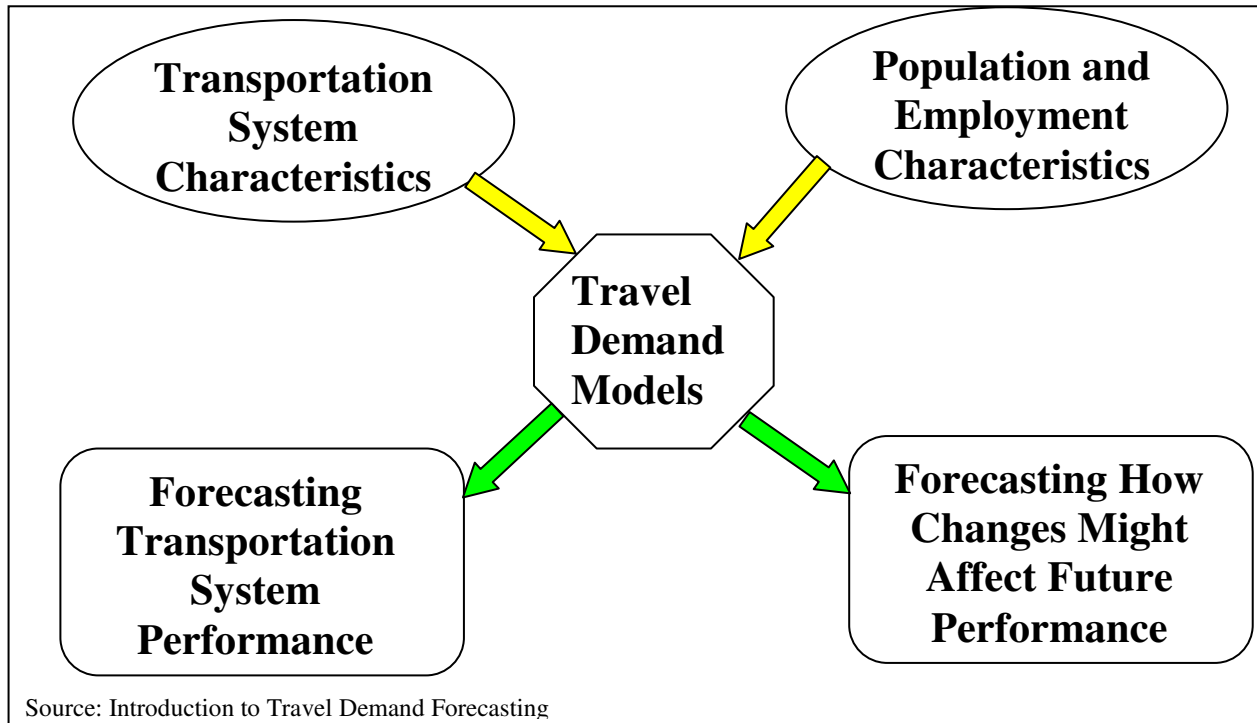 Transportation
System
Characteristics
Population and
Employment
Characteristics
Travel
Demand
Models
Forecasting
Transportation
System
Performance
Forecasting How
Changes Might
Affect Future
Performance
Source: Introduction to Travel Demand Forecasting